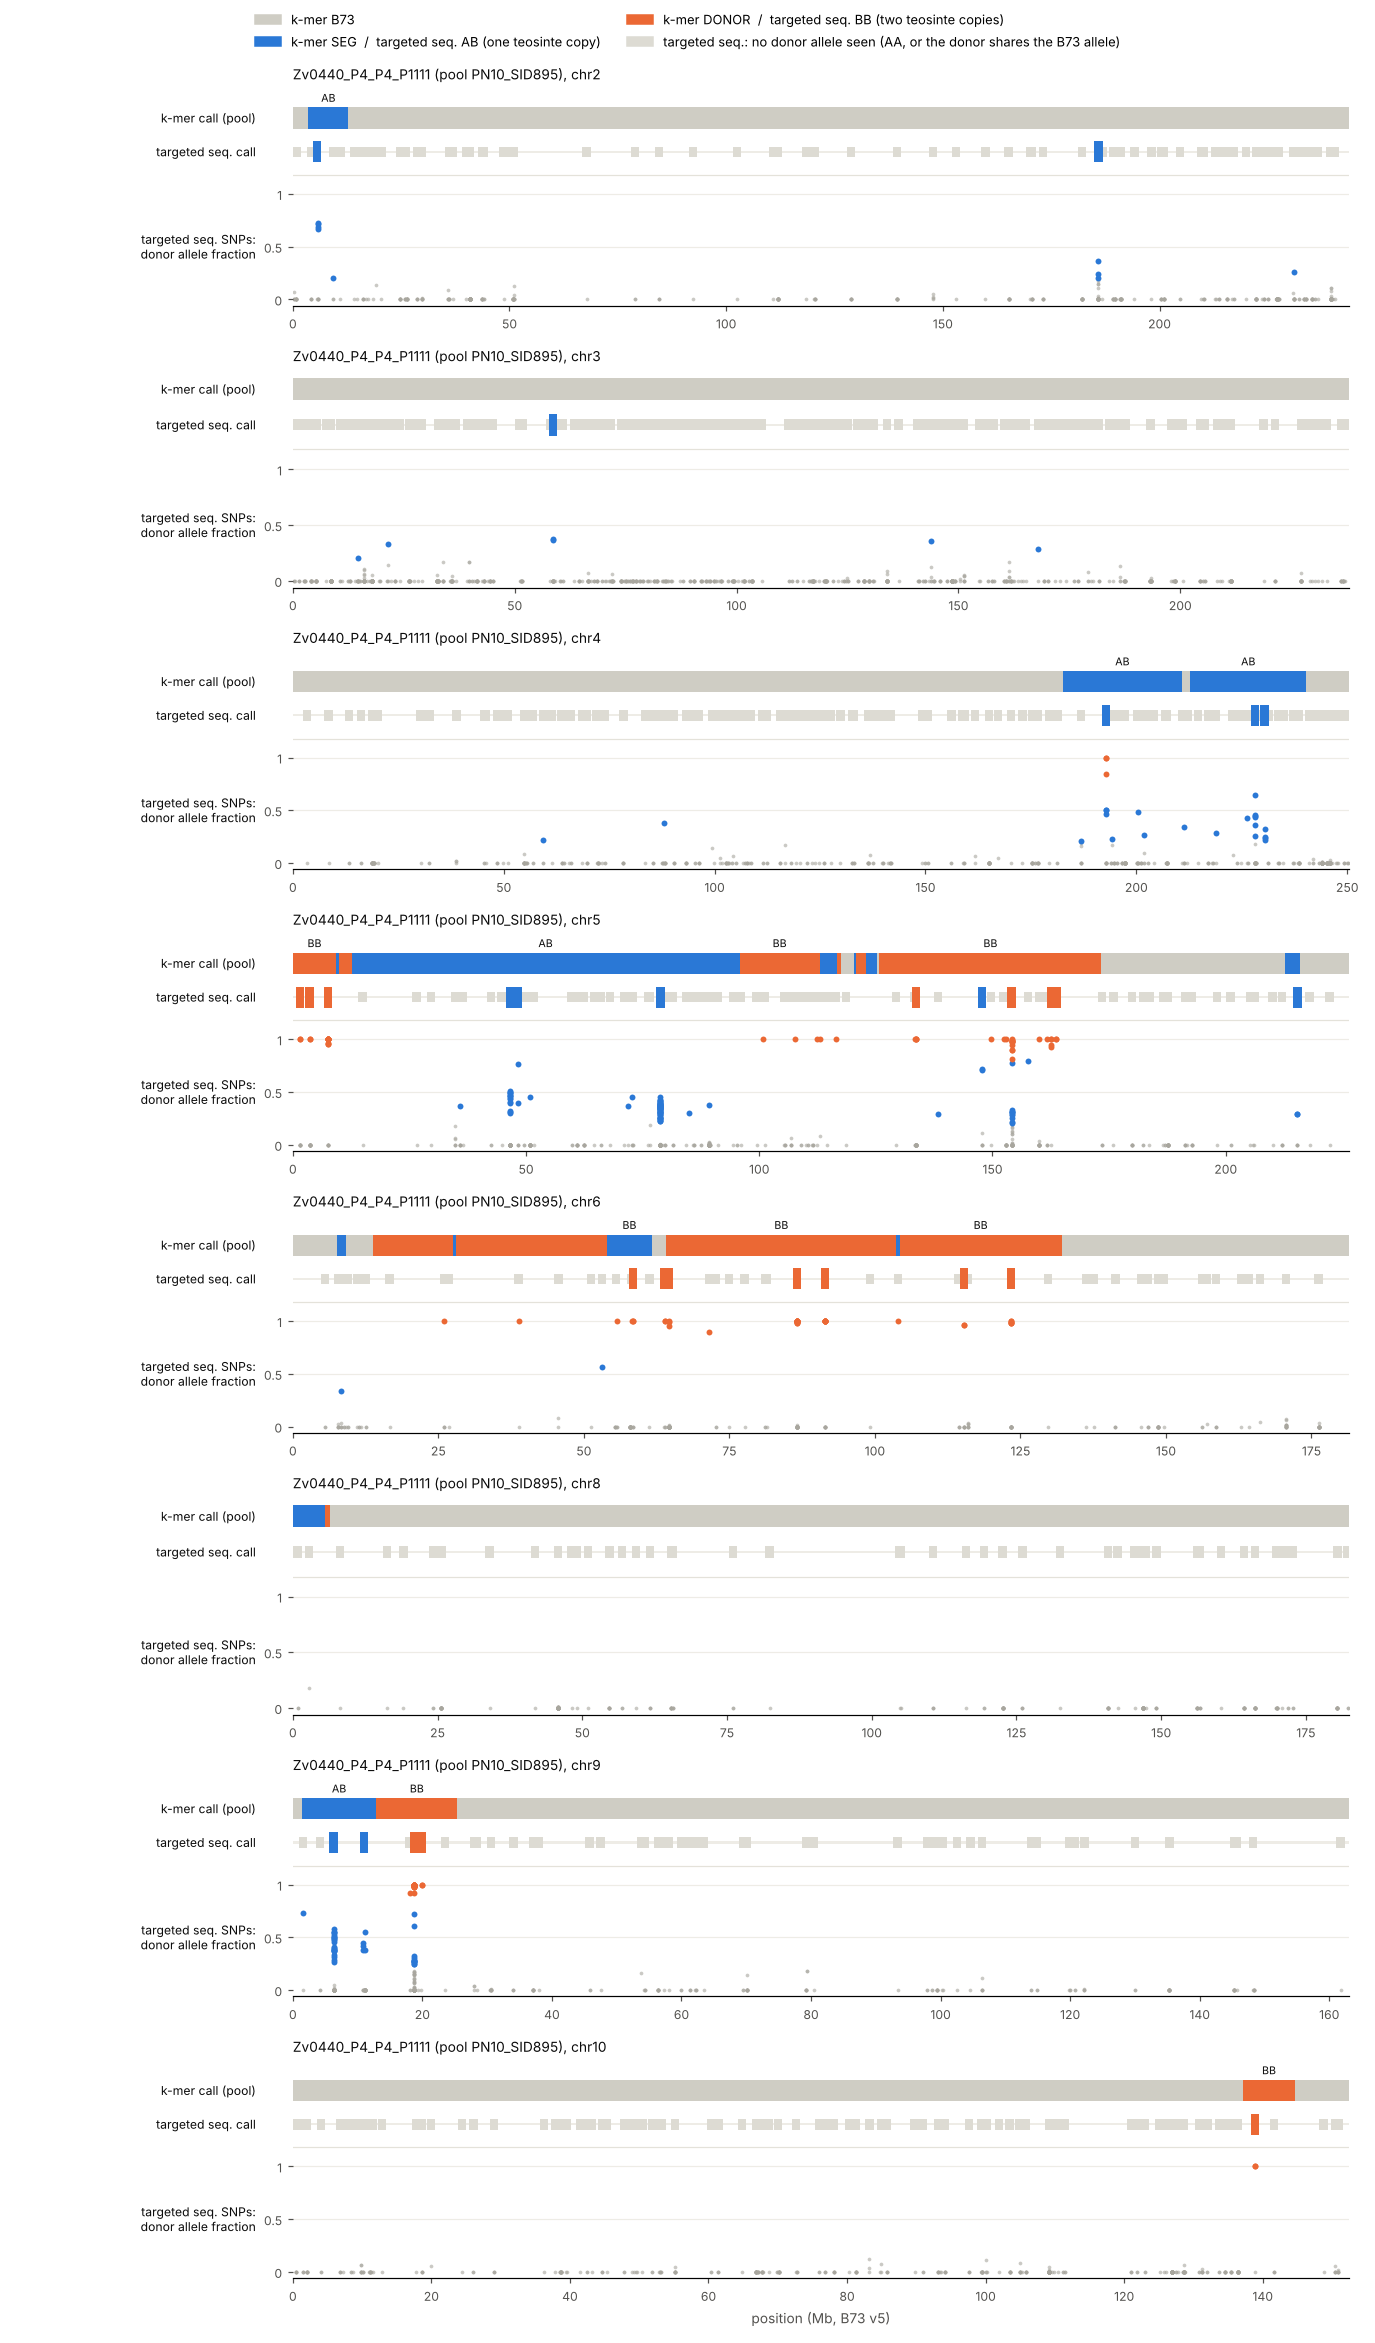 k-mer B73
k-mer DONOR / targeted seq. BB (two teosinte copies)
k-mer SEG / targeted seq. AB (one teosinte copy)
targeted seq.: no donor allele seen (AA, or the donor shares the B73 allele)
Zv0440_P4_P4_P1111 (pool PN10_SID895), chr2
AB
k-mer call (pool)
targeted seq. call
1
targeted seq. SNPs:
donor allele fraction
0.5
0
0 50 100 150 200
Zv0440_P4_P4_P1111 (pool PN10_SID895), chr3
k-mer call (pool)
targeted seq. call
1
targeted seq. SNPs:
donor allele fraction
0.5
0
0 50 100 150 200
Zv0440_P4_P4_P1111 (pool PN10_SID895), chr4
AB AB
k-mer call (pool)
targeted seq. call
1
targeted seq. SNPs:
donor allele fraction
0.5
0
0 50 100 150 200 250
Zv0440_P4_P4_P1111 (pool PN10_SID895), chr5
BB AB BB BB
k-mer call (pool)
targeted seq. call
1
targeted seq. SNPs:
donor allele fraction
0.5
0
0 50 100 150 200
Zv0440_P4_P4_P1111 (pool PN10_SID895), chr6
BB BB BB
k-mer call (pool)
targeted seq. call
1
targeted seq. SNPs:
donor allele fraction
0.5
0
0 25 50 75 100 125 150 175
Zv0440_P4_P4_P1111 (pool PN10_SID895), chr8
k-mer call (pool)
targeted seq. call
1
targeted seq. SNPs:
donor allele fraction
0.5
0
0 25 50 75 100 125 150 175
Zv0440_P4_P4_P1111 (pool PN10_SID895), chr9
AB BB
k-mer call (pool)
targeted seq. call
1
targeted seq. SNPs:
donor allele fraction
0.5
0
0 20 40 60 80 100 120 140 160
Zv0440_P4_P4_P1111 (pool PN10_SID895), chr10
BB
k-mer call (pool)
targeted seq. call
1
targeted seq. SNPs:
donor allele fraction
0.5
0
0 20 40 60 80 100 120 140
position (Mb, B73 v5)